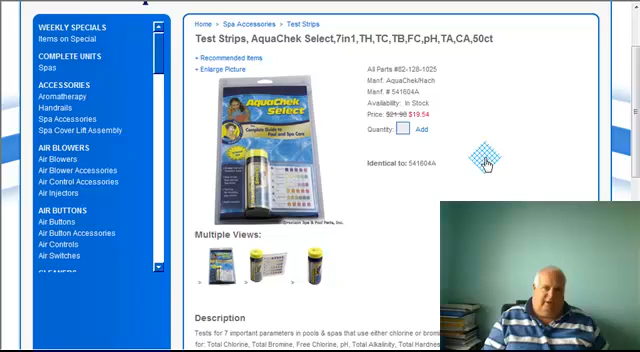 WEEKLY SPECIALS
Items on Special
COMPLETE UNITS
Spas
ACCESSORIES
Aromatherapy
Handrails
Spa Accessories
Spa Cover Lift Assembly
AIR BLOWERS
Air Blowers
Air Blower Accessories
Air Control Accessories
Air Injectors
AIR BUTTONS
Air Buttons
Air Button Accessories
Air Controls
Air Switches
CLEANERS
Home > Spa Accessories > Test Strips
Test Strips, AquaChek Select,7in1,TH,TC,TB,FC,pH,TA,CA,50ct
+ Recommended Items
+ Enlarge Picture
AquaChek
Select
Complete Guide to
Pool and Spa Care
All Parts #82-128-1025
Manf. AquaChek/Hach
Manf. # 541604A
Availability: In Stock
Price: $21.98 $19.54
Quantity: Add
Identical to: 541604A
Multiple Views:
> > >
Description
Tests for 7 important parameters in pools & spas that use either chlorine or brom
for: Total Chlorine, Total Bromine, Free Chlorine, pH, Total Alkalinity, Total Hardne